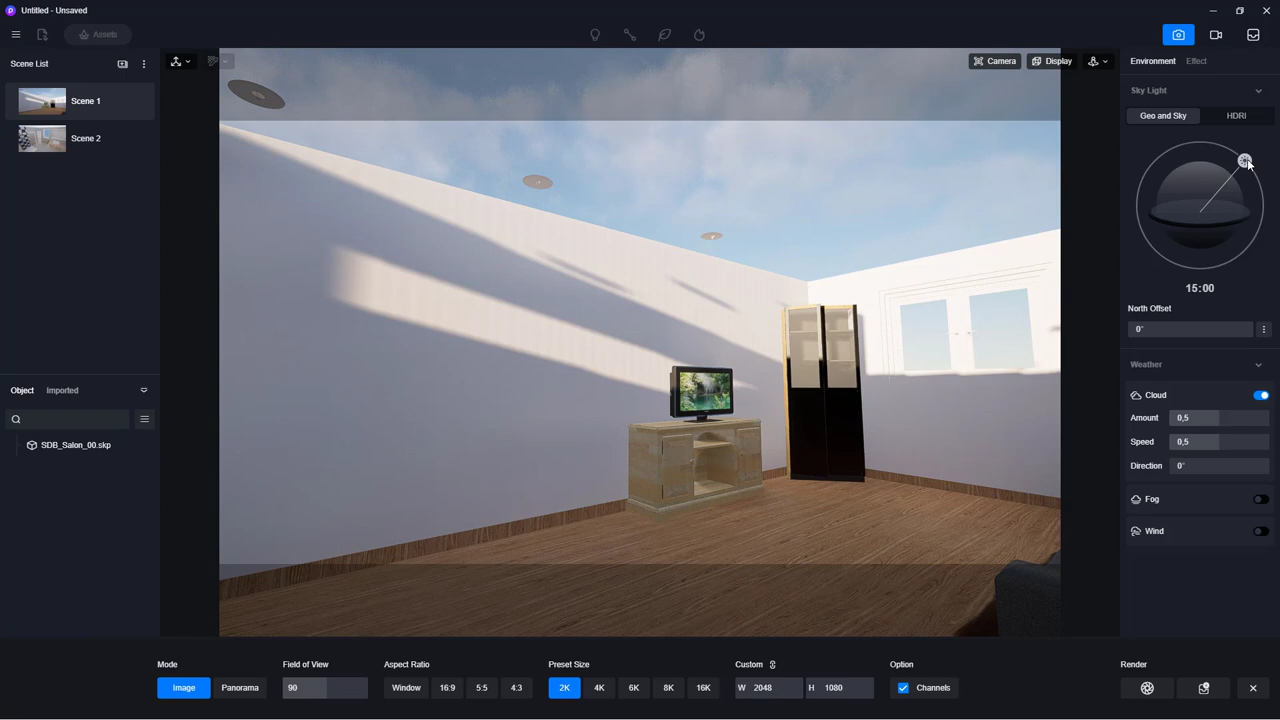 Untitled - Unsaved
Assets
Scene List
Camera
Display
Environment
Effect
Scene 1
Scene 2
Sky Light
Geo and Sky
HDRI
15:00
North Offset
0°
Weather
Cloud
Amount
0,5
Speed
0,5
Direction
0°
Fog
Wind
Object
Imported
SDB_Salon_00.skp
Mode
Field of View
Aspect Ratio
Preset Size
Custom
Option
Render
Image
Panorama
90
Window
16:9
5:5
4:3
2K
4K
6K
8K
16K
W 2048
H 1080
Channels